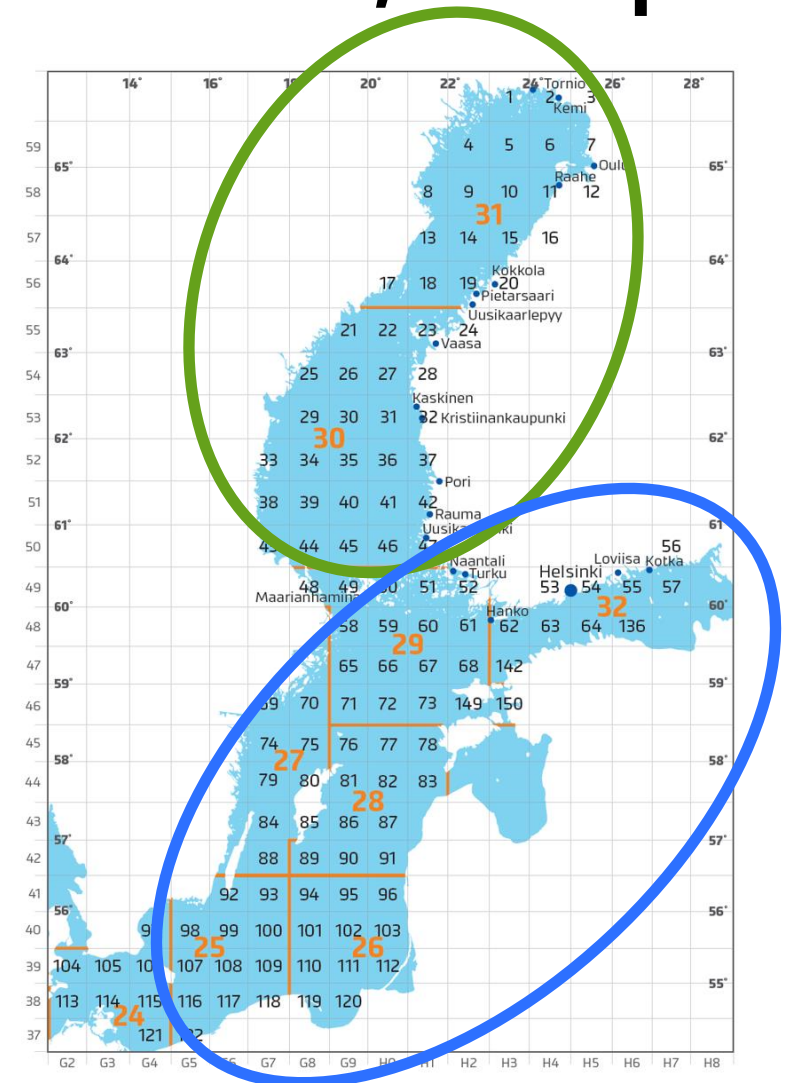 14° 16° 20° 22° 24° 26° 28°
Tornio
1 2 3
Kemi
59 4 5 6 7
65° Oulu 65°
Raahe
58 8 9 10 11 12
31
57 13 14 15 16
64° 64°
Kokkola
56 17 18 19 20
Pietarsaari
Uusikaarlepyy
55 21 22 23 24
63° Vaasa 63°
54 25 26 27 28
Kaskinen
53 29 30 31 32 Kristiinankaupunki
62° 30 62°
52 33 34 35 36 37
Pori
51 38 39 40 41 42
Rauma
61° 61°
50 44 45 46 47 56
Naantali Loviisa Kotka
Turku Helsinki
49 48 49 50 51 52 53 54 55 57
Maarianhamina
60° Hanko 32 60°
48 58 59 60 61 62 63 64 136
29
47 65 66 67 68 142
59° 59°
46 69 70 71 72 73 149 150
45 74 75 76 77 78
58° 27 58°
44 79 80 81 82 83
28
43 84 85 86 87
57° 57°
42 88 89 90 91
41 92 93 94 95 96
56° 56°
40 98 99 100 101 102 103
25 26
39 104 105 107 108 109 110 111 112
55°
38 113 114 115 116 117 118 119 120
24
37 121
G2 G3 G4 G5 G6 G7 G8 G9 H0 H1 H2 H3 H4 H5 H6 H7 H8